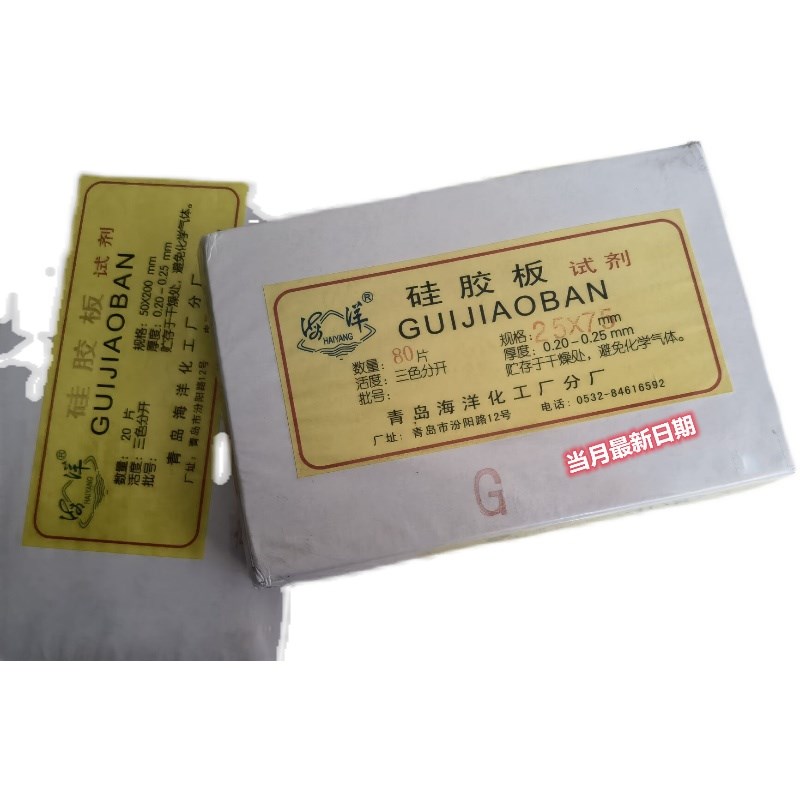 海洋®
HAIYANG
硅胶板 试剂
GUIJIAOBAN
数量: 20 片
活度: 三色分开
批号:
规格: 50X200 mm
厚度: 0.20-0.25 mm
贮存于干燥处, 避免化学气体。
青岛海洋化工厂分厂
厂址: 青岛市汾阳路12号
海洋®
HAIYANG
硅胶板 试剂
GUIJIAOBAN
数量: 80 片
活度: 三色分开
批号:
规格: 25X75 mm
厚度: 0.20-0.25 mm
贮存于干燥处, 避免化学气体。
青岛海洋化工厂分厂
厂址: 青岛市汾阳路12号 电话: 0532-84616592
当月最新日期
G